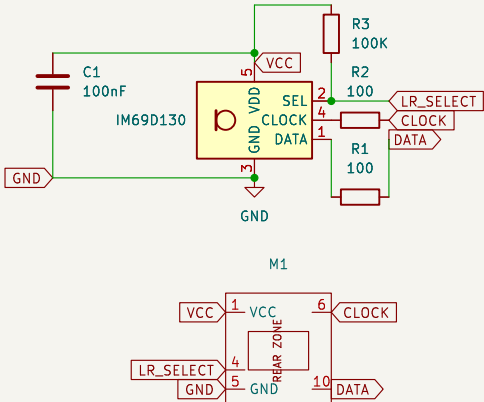 R3
100K
VCC
C1
100nF
5
R2
100
IM69D130
VDD
SEL
2
LR_SELECT
CLOCK
4
CLOCK
GND
DATA
1
DATA
R1
100
3
GND
GND
M1
VCC
1
VCC
6
CLOCK
REAR ZONE
LR_SELECT
4
GND
5
GND
10
DATA